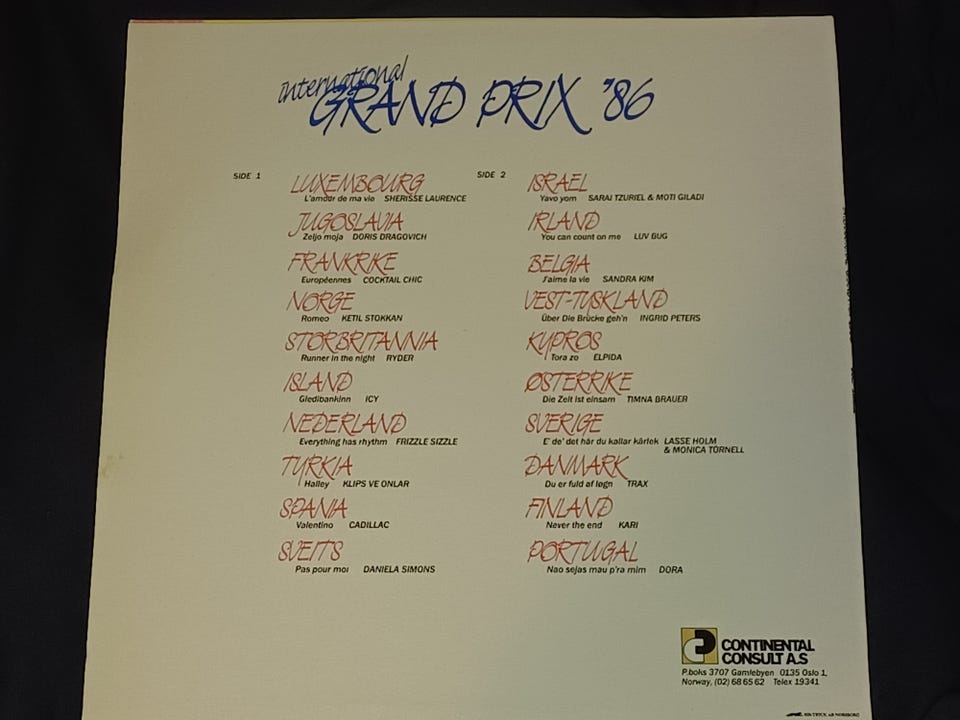 international
GRAND PRIX '86
SIDE 1
LUXEMBOURG
L'amour de ma vie SHERISSE LAURENCE
JUGOSLAVIA
Zeljo moja DORIS DRAGOVICH
FRANKRIKE
Européennes COCKTAIL CHIC
NORGE
Romeo KETIL STOKKAN
STORBRITANNIA
Runner in the night RYDER
ISLAND
Gledibankinn ICY
NEDERLAND
Everything has rhythm FRIZZLE SIZZLE
TYRKIA
Halley KLIPS VE ONLAR
SPANIA
Valentino CADILLAC
SVEITS
Pas pour moi DANIELA SIMONS
SIDE 2
ISRAEL
Yavo yom SARAI TZURIEL & MOTI GILADI
IRLAND
You can count on me LUV BUG
BELGIA
J'aime la vie SANDRA KIM
VEST-TYSKLAND
Über Die Brücke geh'n INGRID PETERS
KYPROS
Tora zo ELPIDA
ØSTERRIKE
Die Zeit ist einsam TIMNA BRAUER
SVERIGE
E' de' det här du kallar kärlek LASSE HOLM
& MONICA TÖRNELL
DANMARK
Du er fuld af løgn TRAX
FINLAND
Never the end KARI
PORTUGAL
Nao sejas mau p'ra mim DORA
CONTINENTAL
CONSULT A.S
P.boks 3707 Gamlebyen 0135 Oslo 1,
Norway, (02) 68 65 62 Telex 19341